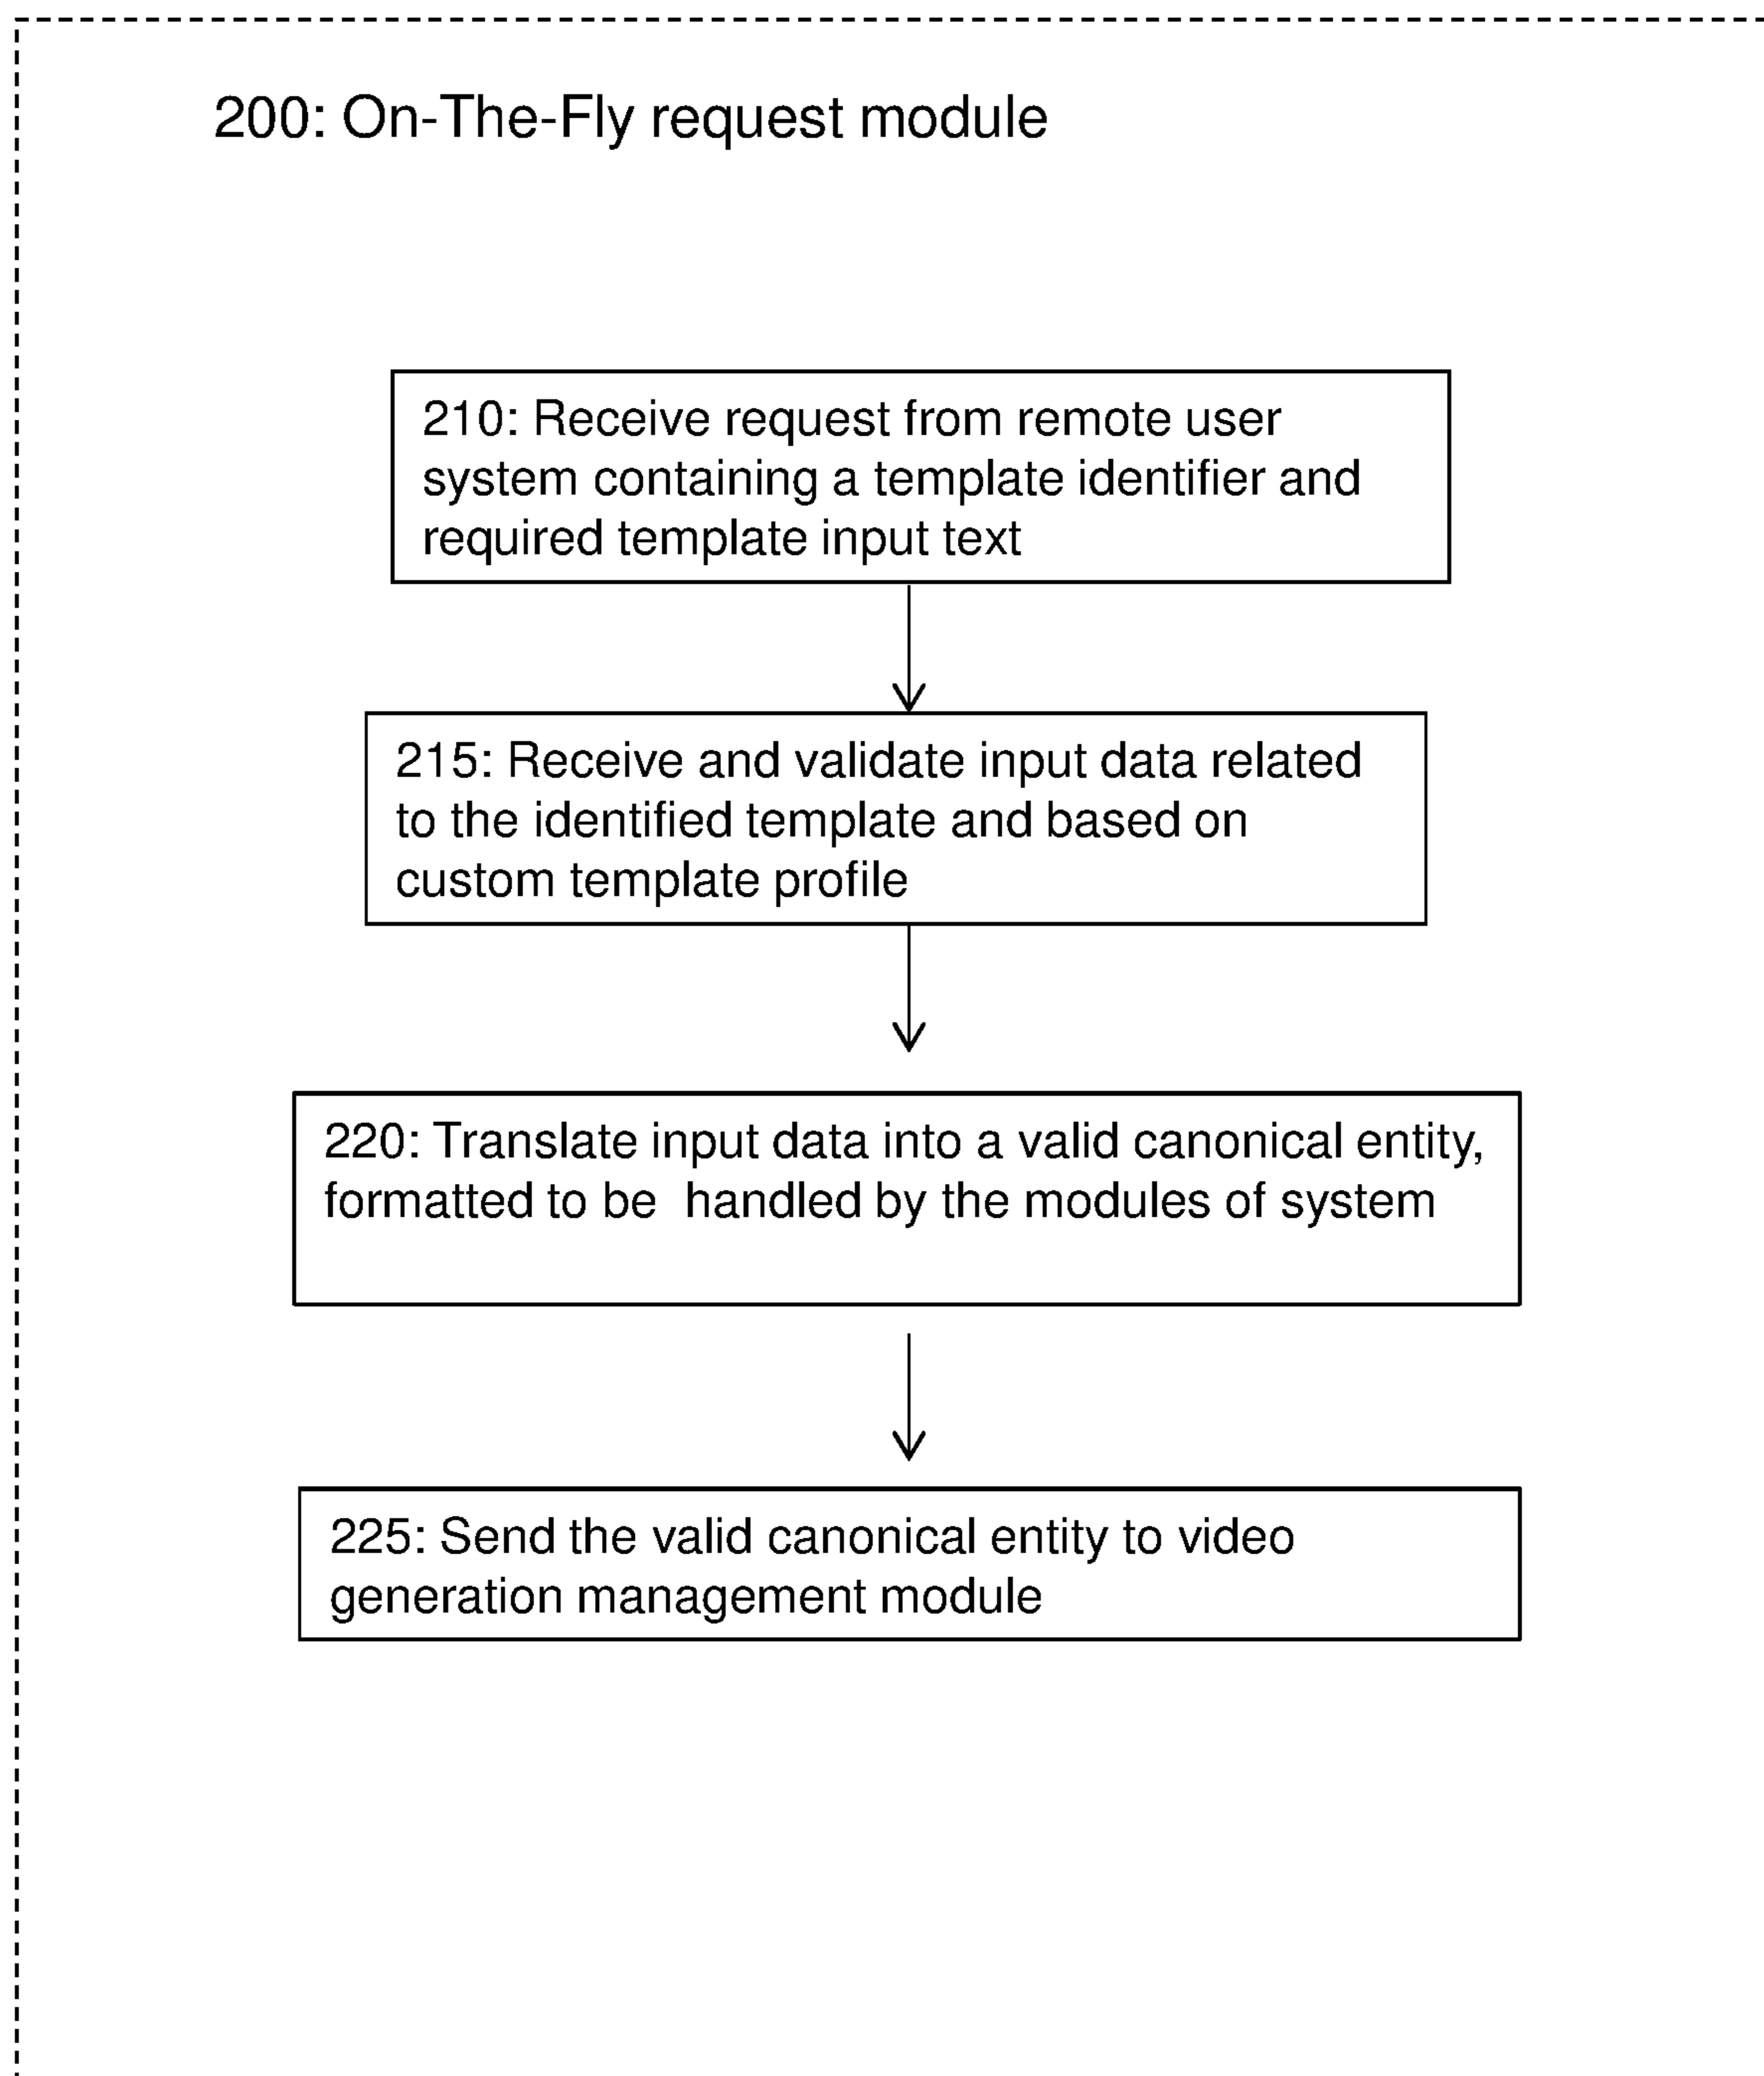 200: On-The-Fly request module
210: Receive request from remote user
system containing a template identifier and
required template input text
215: Receive and validate input data related
to the identified template and based on
custom template profile
220: Translate input data into a valid canonical entity,
formatted to be  handled by the modules of system
225: Send the valid canonical entity to video
generation management module